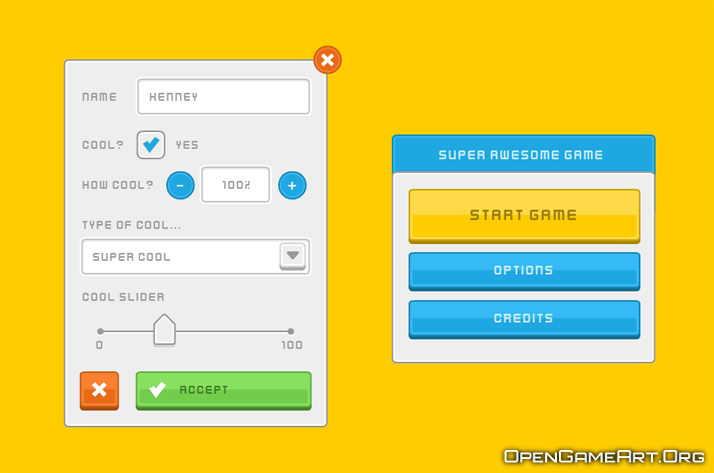 NAME KENNEY
COOL? YES
HOW COOL? - 100% +
TYPE OF COOL...
SUPER COOL
COOL SLIDER
0 100
ACCEPT
SUPER AWESOME GAME
START GAME
OPTIONS
CREDITS
OpenGameArt.Org